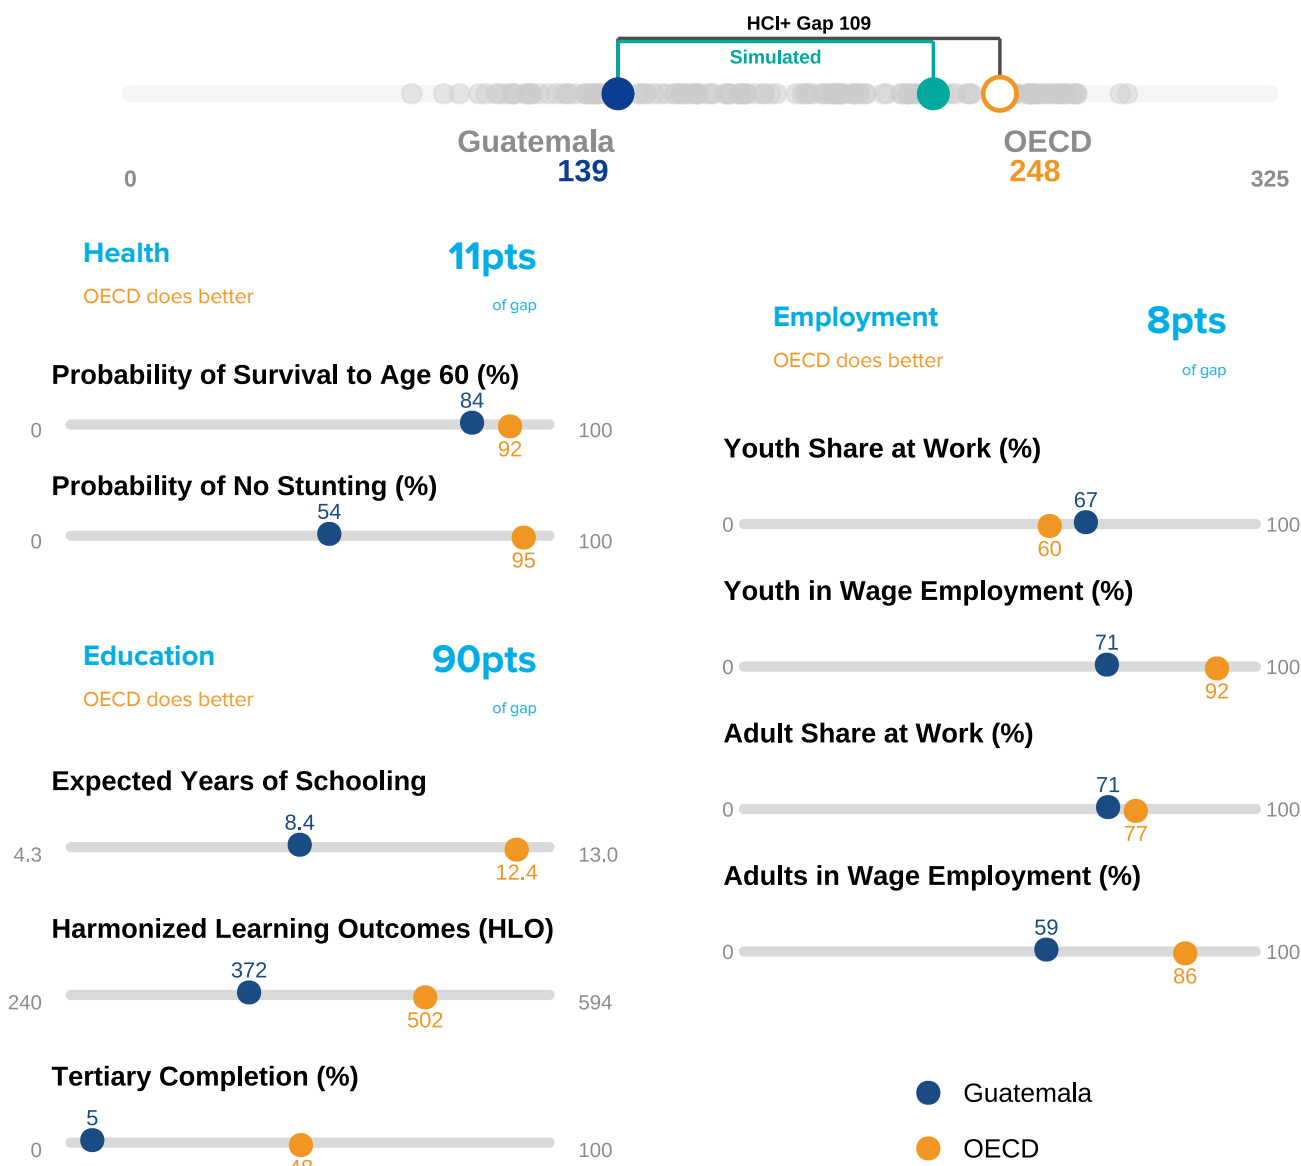 HCI+ Gap 109
Simulated
Guatemala
139
OECD
248
0
325
Health
11pts
OECD does better
of gap
Probability of Survival to Age 60 (%)
84
0
100
92
Probability of No Stunting (%)
54
0
100
95
Education
90pts
OECD does better
of gap
Expected Years of Schooling
8.4
4.3
13.0
12.4
Harmonized Learning Outcomes (HLO)
372
240
594
502
Tertiary Completion (%)
5
0
100
48
Employment
8pts
OECD does better
of gap
Youth Share at Work (%)
67
0
100
60
Youth in Wage Employment (%)
71
0
100
92
Adult Share at Work (%)
71
0
100
77
Adults in Wage Employment (%)
59
0
100
86
Guatemala
OECD